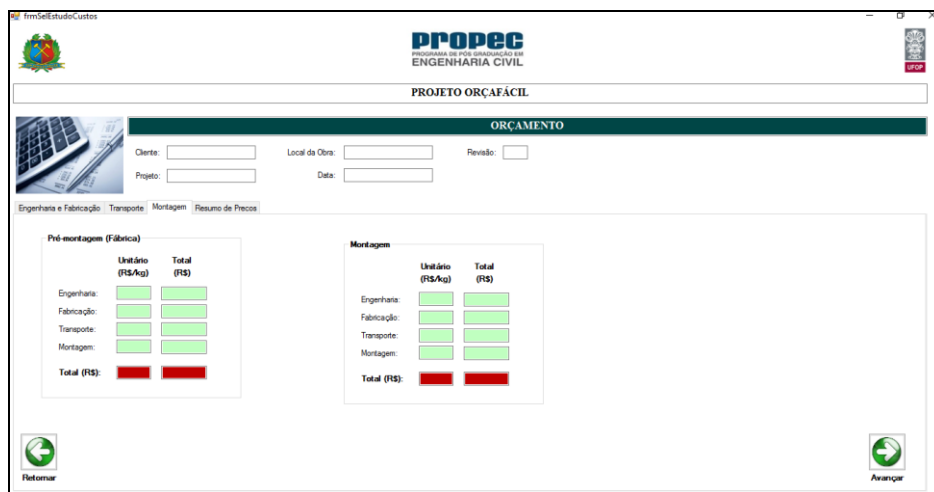 frmSelEstudoCustos
PROPEC
PROGRAMA DE PÓS GRADUAÇÃO EM
ENGENHARIA CIVIL
UFOP
PROJETO ORÇAFÁCIL
ORÇAMENTO
Cliente: Local da Obra: Revisão:
Projeto: Data:
Engenharia e Fabricação Transporte Montagem Resumo de Precos
Pré-montagem (Fábrica)
Unitário Total
(R$/kg) (R$)
Engenharia:
Fabricação:
Transporte:
Montagem:
Total (R$):
Montagem
Unitário Total
(R$/kg) (R$)
Engenharia:
Fabricação:
Transporte:
Montagem:
Total (R$):
Retornar Avançar